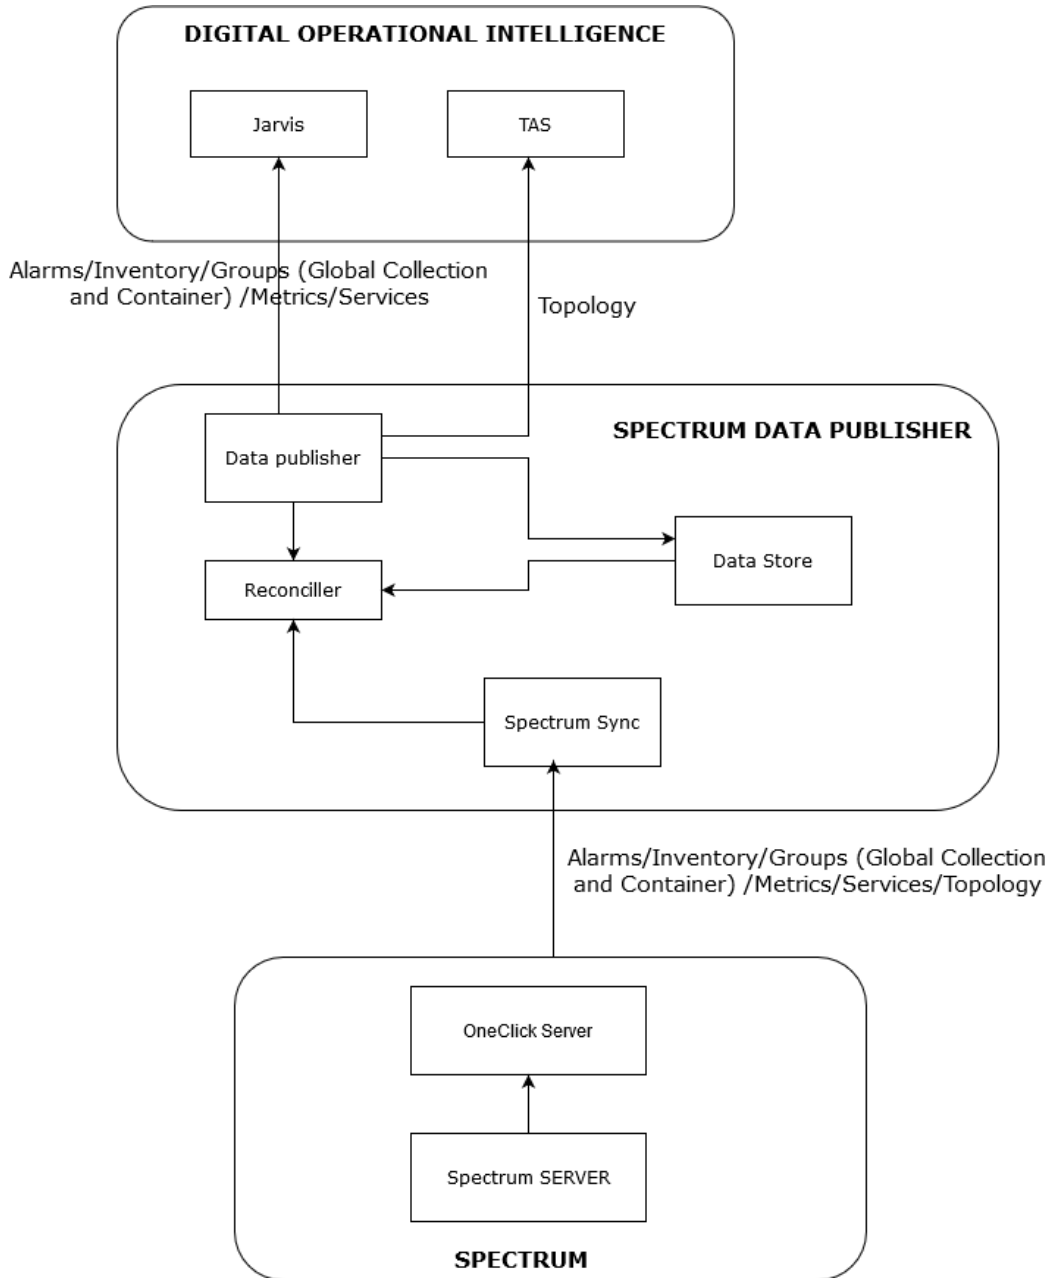 DIGITAL OPERATIONAL INTELLIGENCE
Jarvis
TAS
Alarms/Inventory/Groups (Global Collection
and Container) /Metrics/Services
Topology
SPECTRUM DATA PUBLISHER
Data publisher
Data Store
Reconciller
Spectrum Sync
Alarms/Inventory/Groups (Global Collection
and Container) /Metrics/Services/Topology
OneClick Server
Spectrum SERVER
SPECTRUM